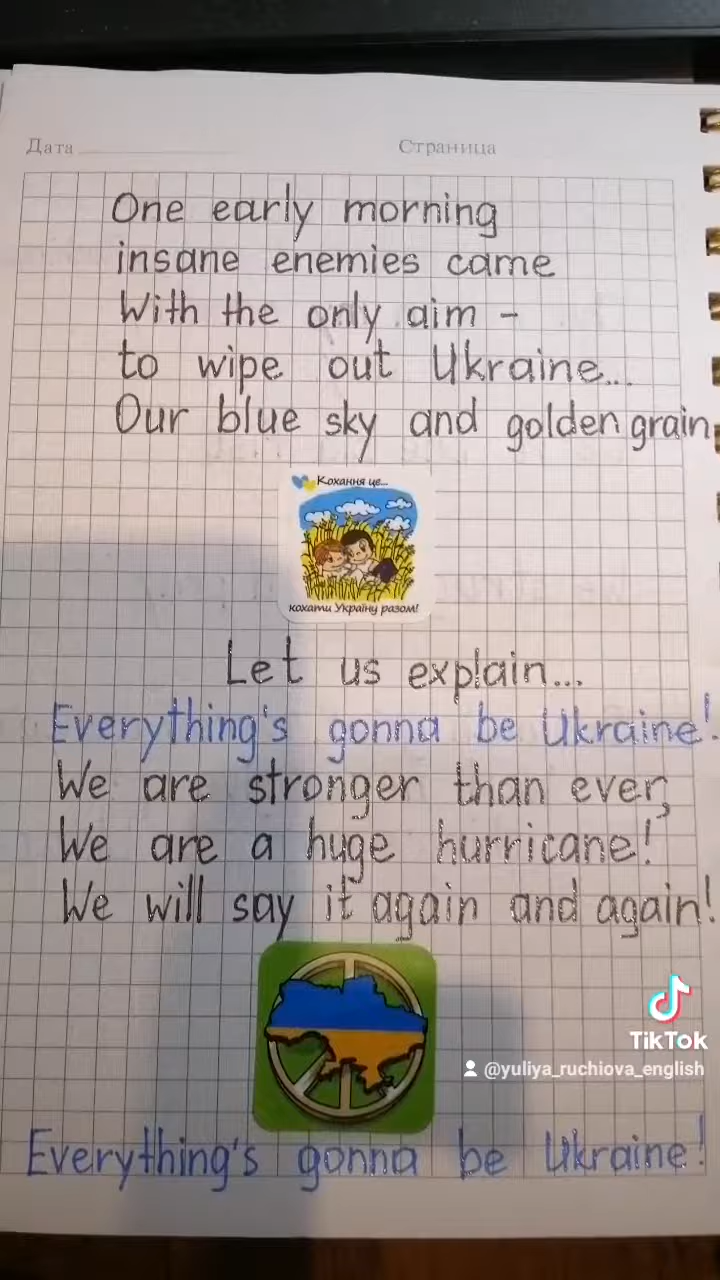 Дата
Страница
One early morning
insane enemies came
With the only aim -
to wipe out Ukraine...
Our blue sky and golden grain
Кохання це...
кохати Україну разом!
Let us explain...
Everything's gonna be Ukraine!
We are stronger than ever,
We are a huge hurricane!
We will say it again and again!
TikTok
@yuliya_ruchiova_english
Everything's gonna be Ukraine!